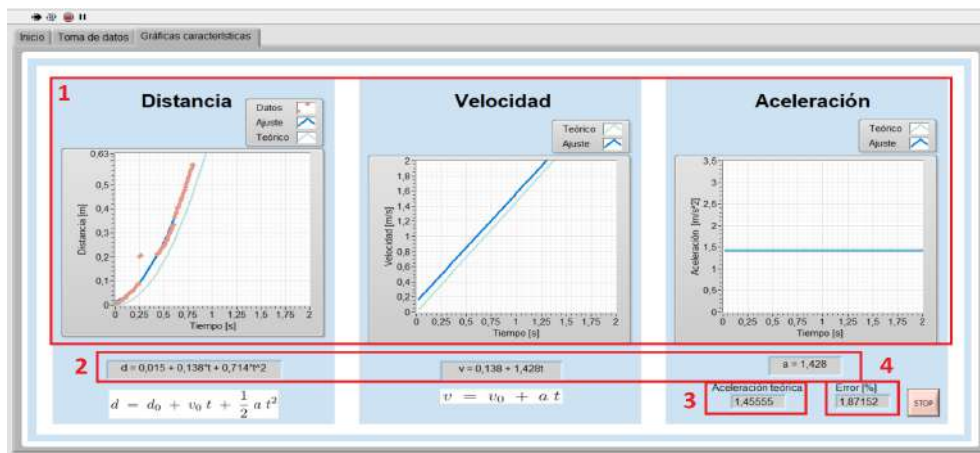 Inicio Toma de datos Gráficas características
1
Distancia
Datos
Ajuste
Teórico
Distancia [m]
0,63
0,5
0,4
0,3
0,2
0,1
0
0 0,25 0,5 0,75 1 1,25 1,5 1,75 2
Tiempo [s]
Velocidad
Teórico
Ajuste
Velocidad [m/s]
2
1,8
1,6
1,4
1,2
1
0,8
0,6
0,4
0,2
0
0 0,25 0,5 0,75 1 1,25 1,5 1,75 2
Tiempo [s]
Aceleración
Teórico
Ajuste
Aceleración [m/s^2]
3,5
3
2,5
2
1,5
1
0,5
0
0 0,25 0,5 0,75 1 1,25 1,5 1,75 2
Tiempo [s]
2
d = 0,015 + 0,138*t + 0,714*t^2
v = 0,138 + 1,428t
a = 1,428
4
d = d₀ + v₀ t + 1/2 a t²
v = v₀ + a t
3
Aceleración teórica
1,45555
Error [%]
1,87152
STOP